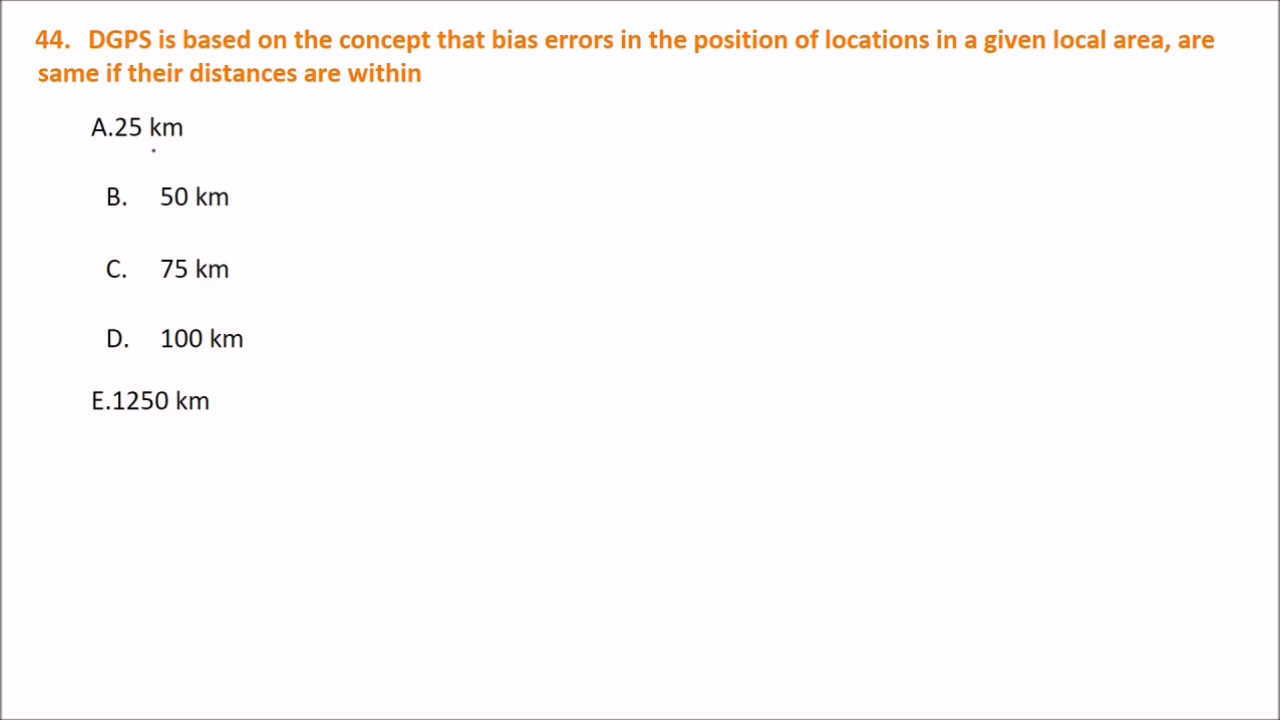 44. DGPS is based on the concept that bias errors in the position of locations in a given local area, are
same if their distances are within
A.25 km
B. 50 km
C. 75 km
D. 100 km
E.1250 km